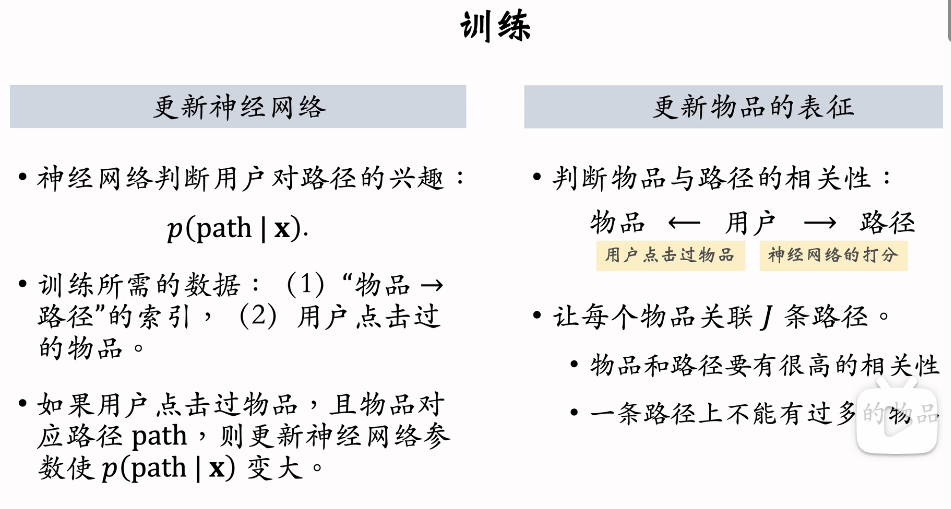 训练
更新神经网络
• 神经网络判断用户对路径的兴趣：
p(path | x).
• 训练所需的数据：（1）“物品 →
路径”的索引，（2）用户点击过
的物品。
• 如果用户点击过物品，且物品对
应路径 path，则更新神经网络参
数使 p(path | x) 变大。
更新物品的表征
• 判断物品与路径的相关性：
物品 ⟵ 用户 ⟶ 路径
用户点击过物品 神经网络的打分
• 让每个物品关联 J 条路径。
• 物品和路径要有很高的相关性
• 一条路径上不能有过多的物品